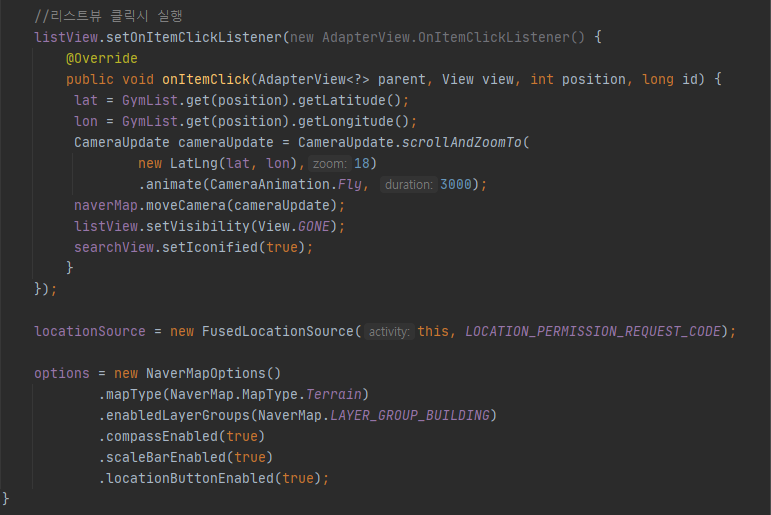 //리스트뷰 클릭시 실행
listView.setOnItemClickListener(new AdapterView.OnItemClickListener() {
@Override
public void onItemClick(AdapterView<?> parent, View view, int position, long id) {
lat = GymList.get(position).getLatitude();
lon = GymList.get(position).getLongitude();
CameraUpdate cameraUpdate = CameraUpdate.scrollAndZoomTo(
new LatLng(lat, lon), zoom: 18)
.animate(CameraAnimation.Fly, duration: 3000);
naverMap.moveCamera(cameraUpdate);
listView.setVisibility(View.GONE);
searchView.setIconified(true);
}
});
locationSource = new FusedLocationSource( activity: this, LOCATION_PERMISSION_REQUEST_CODE);
options = new NaverMapOptions()
.mapType(NaverMap.MapType.Terrain)
.enabledLayerGroups(NaverMap.LAYER_GROUP_BUILDING)
.compassEnabled(true)
.scaleBarEnabled(true)
.locationButtonEnabled(true);
}